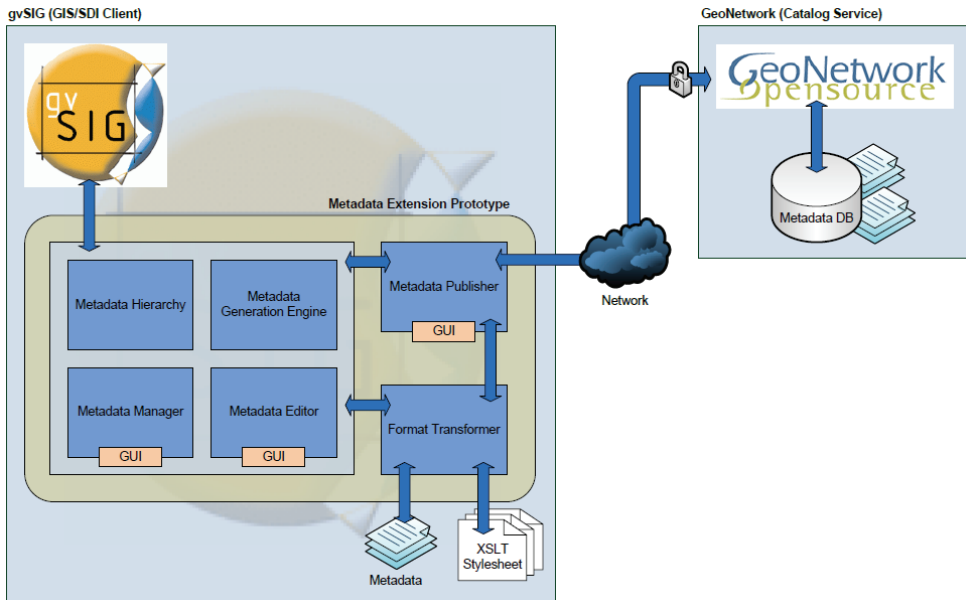 gvSIG (GIS/SDI Client)
GeoNetwork (Catalog Service)
gv
SIG
GeoNetwork
Opensource
Metadata DB
Metadata Extension Prototype
Metadata Hierarchy
Metadata
Generation Engine
Metadata Publisher
GUI
Network
Metadata Manager
GUI
Metadata Editor
GUI
Format Transformer
Metadata
XSLT
Stylesheet